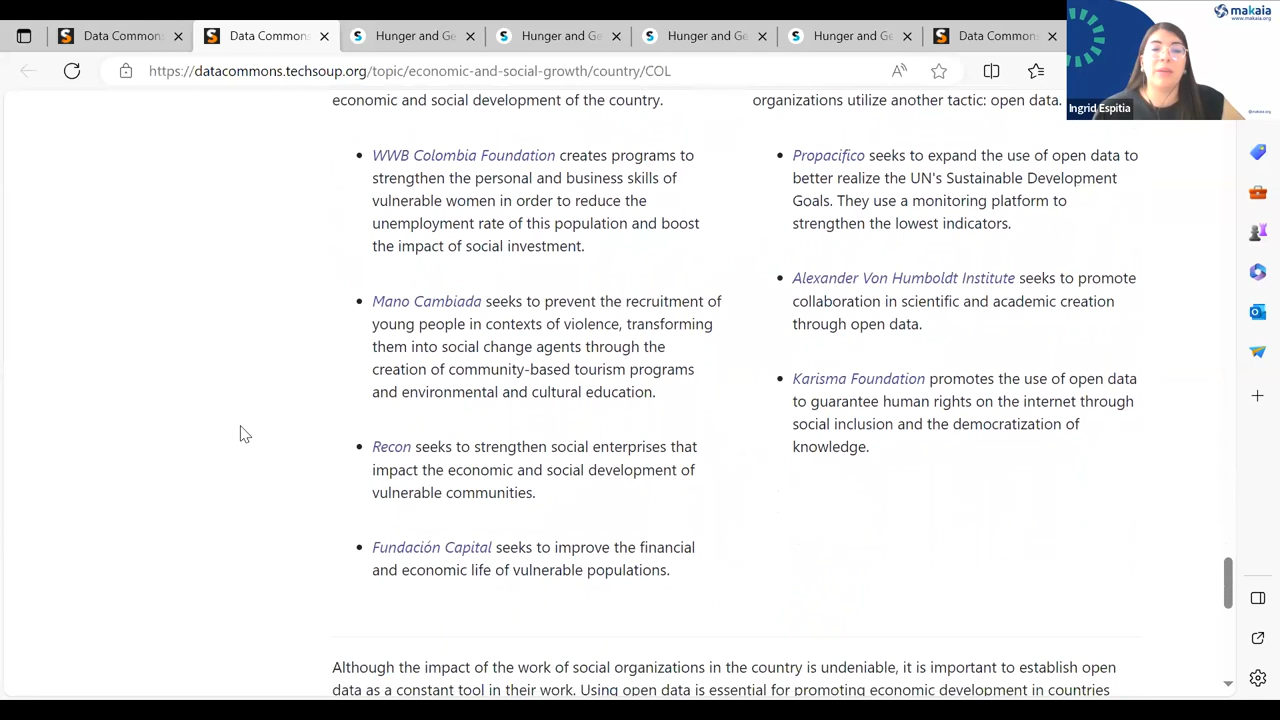 Data Commons
Data Commons
Hunger and Ge
Hunger and Ge
Hunger and Ge
Hunger and Ge
Data Commons
makaia
www.makaia.org
https://datacommons.techsoup.org/topic/economic-and-social-growth/country/COL
Ingrid Espitia
@makaia.org
economic and social development of the country.
• WWB Colombia Foundation creates programs to
strengthen the personal and business skills of
vulnerable women in order to reduce the
unemployment rate of this population and boost
the impact of social investment.
• Mano Cambiada seeks to prevent the recruitment of
young people in contexts of violence, transforming
them into social change agents through the
creation of community-based tourism programs
and environmental and cultural education.
• Recon seeks to strengthen social enterprises that
impact the economic and social development of
vulnerable communities.
• Fundación Capital seeks to improve the financial
and economic life of vulnerable populations.
organizations utilize another tactic: open data.
• Propacifico seeks to expand the use of open data to
better realize the UN's Sustainable Development
Goals. They use a monitoring platform to
strengthen the lowest indicators.
• Alexander Von Humboldt Institute seeks to promote
collaboration in scientific and academic creation
through open data.
• Karisma Foundation promotes the use of open data
to guarantee human rights on the internet through
social inclusion and the democratization of
knowledge.
Although the impact of the work of social organizations in the country is undeniable, it is important to establish open
data as a constant tool in their work. Using open data is essential for promoting economic development in countries